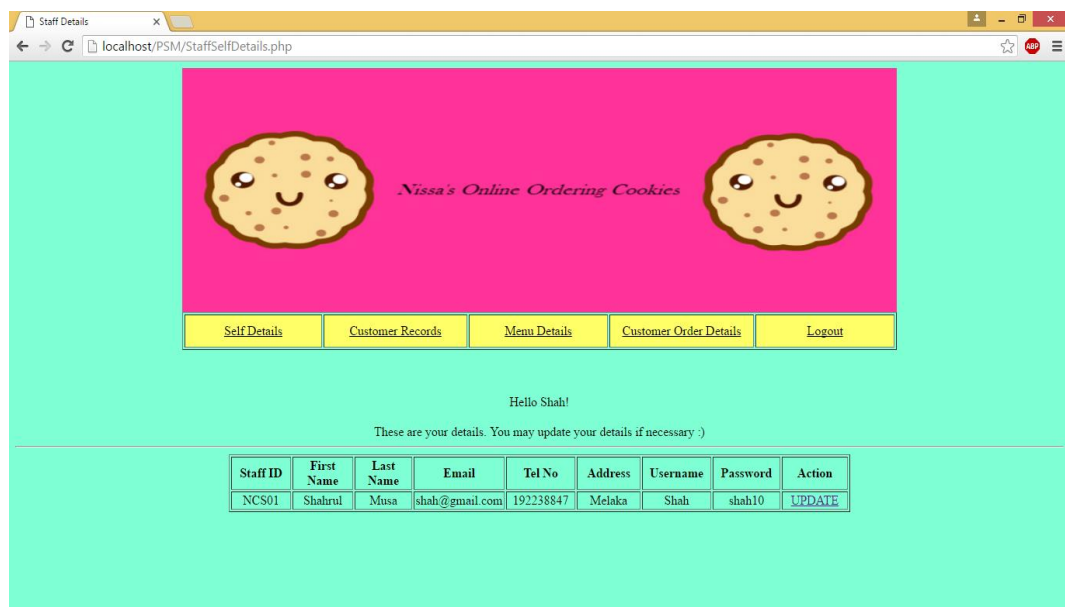 Staff Details
localhost/PSM/StaffSelfDetails.php
ABP
Nissa's Online Ordering Cookies
Self Details Customer Records Menu Details Customer Order Details Logout
Hello Shah!
These are your details. You may update your details if necessary :)
Staff ID First Name Last Name Email Tel No Address Username Password Action
NCS01 Shahrul Musa shah@gmail.com 192238847 Melaka Shah shah10 UPDATE